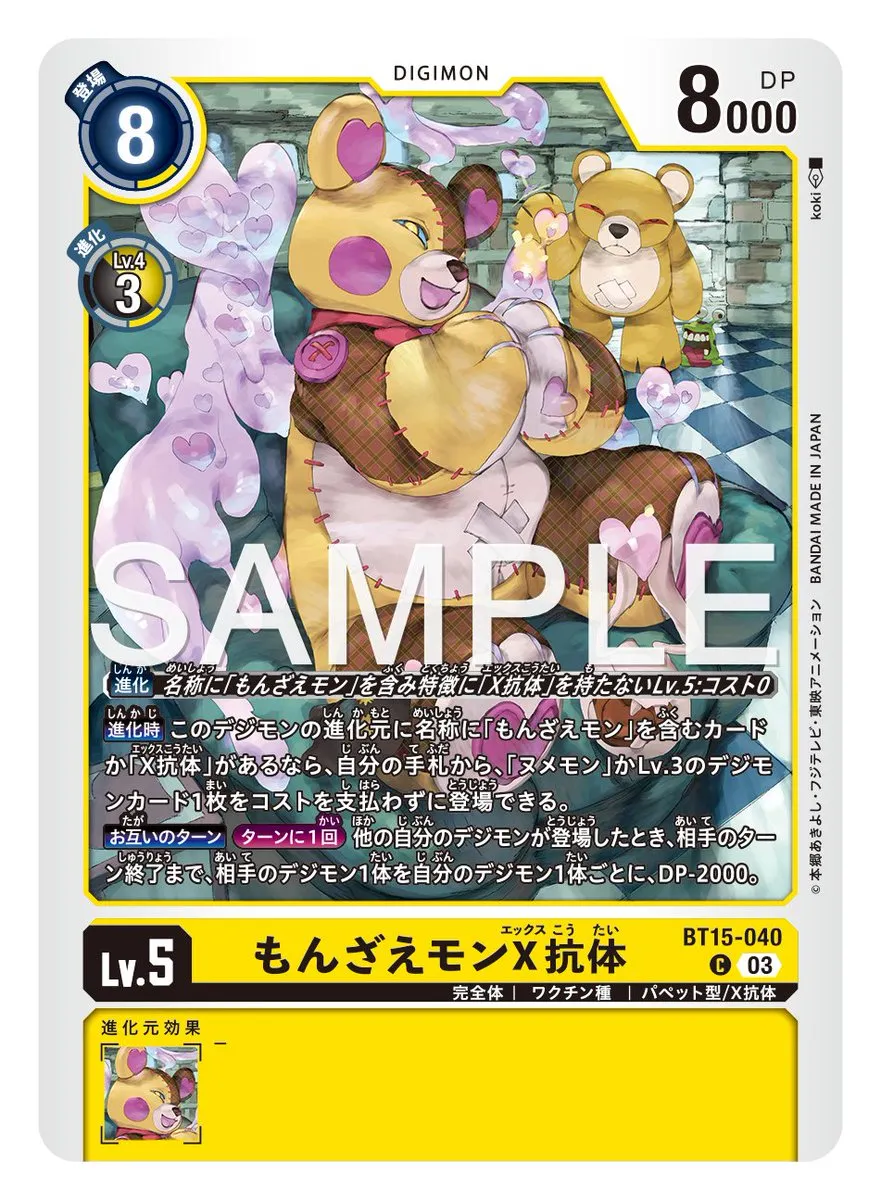 DIGIMON
登場
8
DP
8000
進化
Lv.4
3
koki
SAMPLE
進化 名称に「もんざえモン」を含み特徴に「X抗体」を持たないLv.5:コスト0
進化時 このデジモンの進化元に名称に「もんざえモン」を含むカード
か「X抗体」があるなら、自分の手札から、「ヌメモン」かLv.3のデジモ
ンカード1枚をコストを支払わずに登場できる。
お互いのターン ターンに1回 他の自分のデジモンが登場したとき、相手のター
ン終了まで、相手のデジモン1体を自分のデジモン1体ごとに、DP-2000。
©本郷あきよし・フジテレビ・東映アニメーション BANDAI MADE IN JAPAN
Lv.5
もんざえモンX抗体
エックスこうたい
BT15-040
C 03
完全体 | ワクチン種 | パペット型/X抗体
進化元効果
-